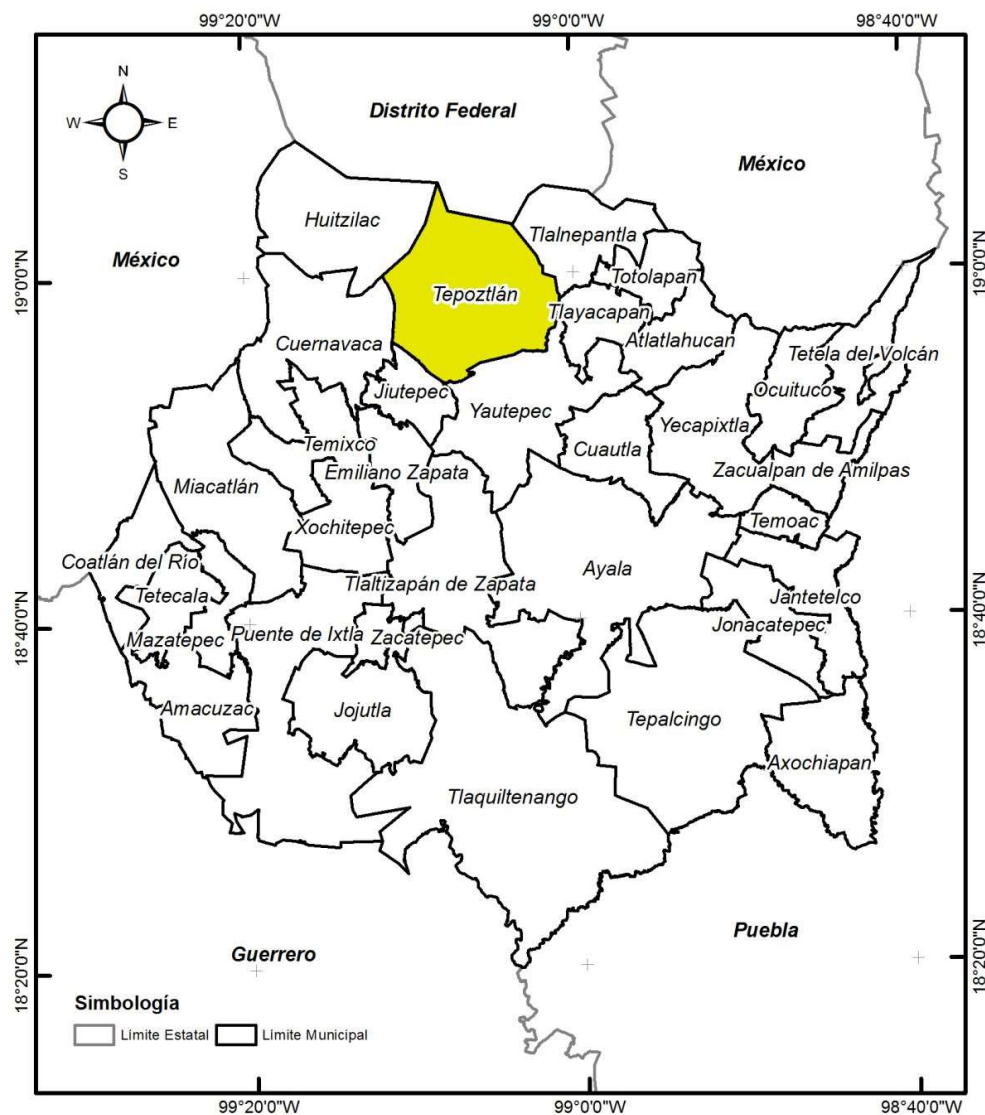 99°20'0"W
99°0'0"W
98°40'0"W
N
W
E
S
Distrito Federal
México
Huitzilac
Tlalnepantla
México
19°0'0"N
19°0'0"N
Totolapan
Tepoztlán
Tlayacapan
Cuernavaca
Atlatlahucan
Tetela del Volcán
Jiutepec
Ocuituco
Yautepec
Yecapixtla
Temixco
Cuautla
Emiliano Zapata
Zacualpan de Amilpas
Miacatlán
Xochitepec
Temoac
Coatlán del Río
Tlaltizapán de Zapata
Ayala
Tetecala
Jantetelco
18°40'0"N
18°40'0"N
Mazatepec
Puente de Ixtla
Zacatepec
Jonacatepec
Amacuzac
Jojutla
Tepalcingo
Axochiapan
Tlaquiltenango
Guerrero
Puebla
18°20'0"N
18°20'0"N
Simbología
Límite Estatal
Límite Municipal
99°20'0"W
99°0'0"W
98°40'0"W